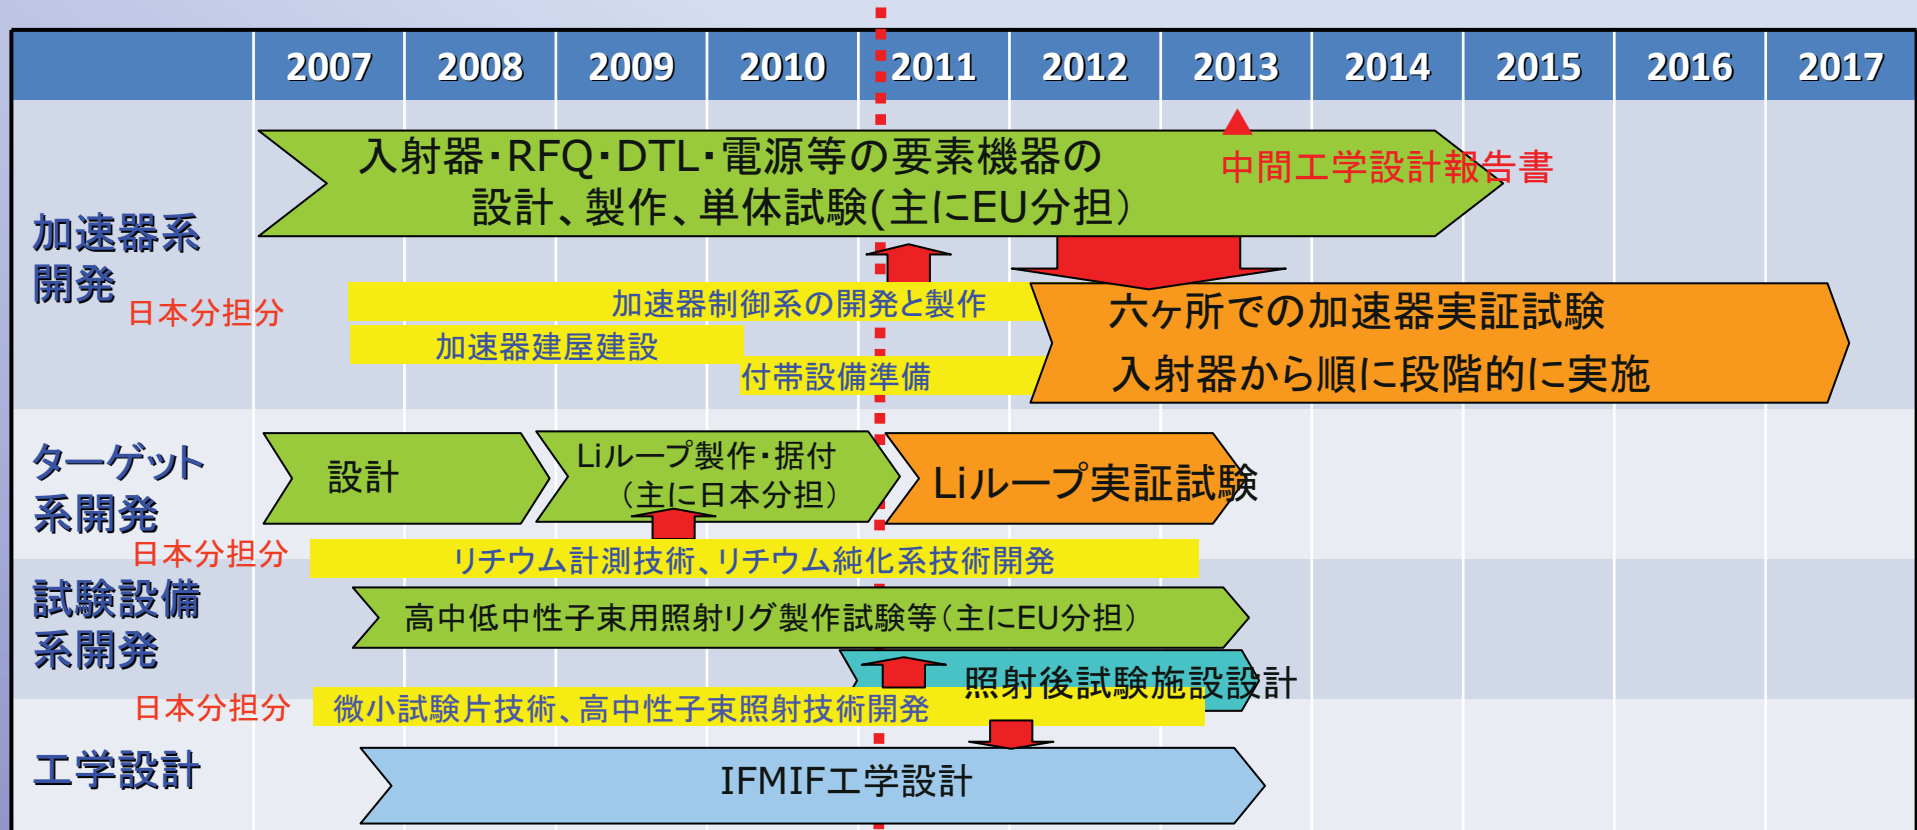 2007 2008 2009 2010 2011 2012 2013 2014 2015 2016 2017
加速器系
開発
入射器・RFQ・DTL・電源等の要素機器の
設計、製作、単体試験(主にEU分担）
中間工学設計報告書
日本分担分
加速器制御系の開発と製作
加速器建屋建設
付帯設備準備
六ヶ所での加速器実証試験
入射器から順に段階的に実施
ターゲット
系開発
設計
Liループ製作・据付
（主に日本分担）
Liループ実証試験
日本分担分
リチウム計測技術、リチウム純化系技術開発
試験設備
系開発
高中低中性子束用照射リグ製作試験等（主にEU分担）
照射後試験施設設計
日本分担分
微小試験片技術、高中性子束照射技術開発
工学設計
IFMIF工学設計